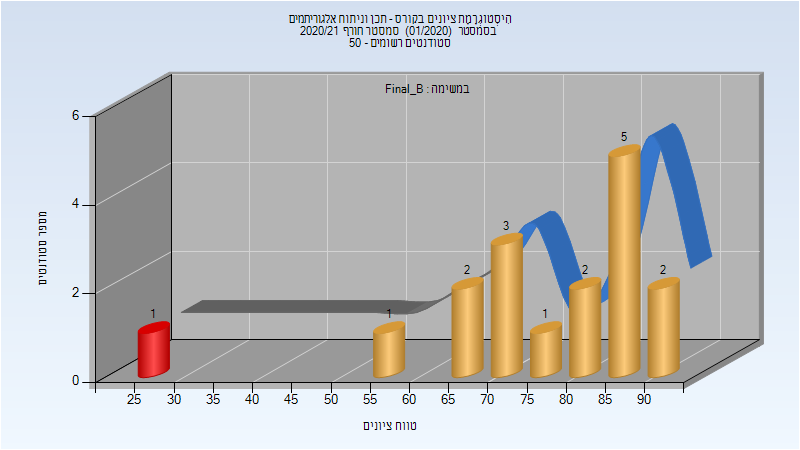 היסטוגרמת ציונים בקורס - תכן וניתוח אלגוריתמים
בסמסטר (01/2020) סמסטר חורף 2020/21
סטודנטים רשומים - 50
במשימה : Final_B
מספר סטודנטים
6
4
2
0
1
1
2
3
1
2
5
2
25 30 35 40 45 50 55 60 65 70 75 80 85 90
טווח ציונים